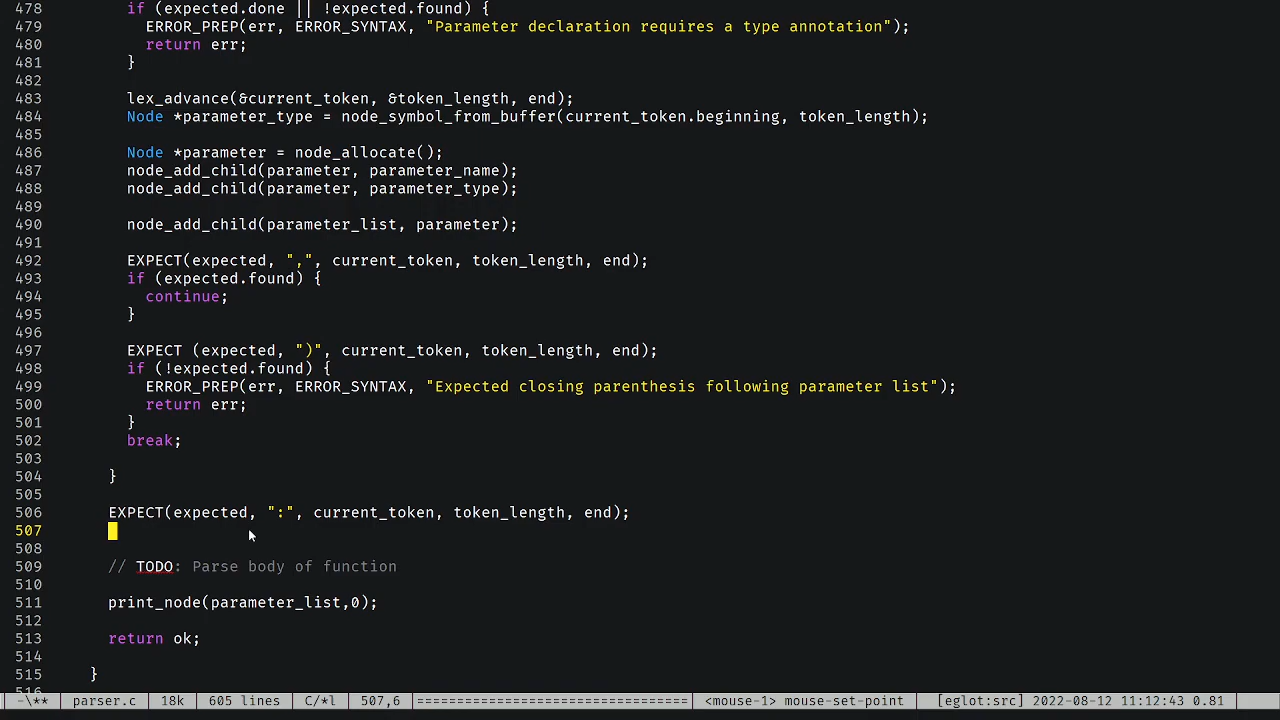 478 if (expected.done || !expected.found) {
479 ERROR_PREP(err, ERROR_SYNTAX, "Parameter declaration requires a type annotation");
480 return err;
481 }
482
483 lex_advance(&current_token, &token_length, end);
484 Node *parameter_type = node_symbol_from_buffer(current_token.beginning, token_length);
485
486 Node *parameter = node_allocate();
487 node_add_child(parameter, parameter_name);
488 node_add_child(parameter, parameter_type);
489
490 node_add_child(parameter_list, parameter);
491
492 EXPECT(expected, ",", current_token, token_length, end);
493 if (expected.found) {
494 continue;
495 }
496
497 EXPECT (expected, ")", current_token, token_length, end);
498 if (!expected.found) {
499 ERROR_PREP(err, ERROR_SYNTAX, "Expected closing parenthesis following parameter list");
500 return err;
501 }
502 break;
503
504 }
505
506 EXPECT(expected, ":", current_token, token_length, end);
507
508
509 // TODO: Parse body of function
510
511 print_node(parameter_list,0);
512
513 return ok;
514
515 }
516
-\** parser.c 18k 605 lines C/*l 507,6 ============================= <mouse-1> mouse-set-point [eglot:src] 2022-08-12 11:12:43 0.81